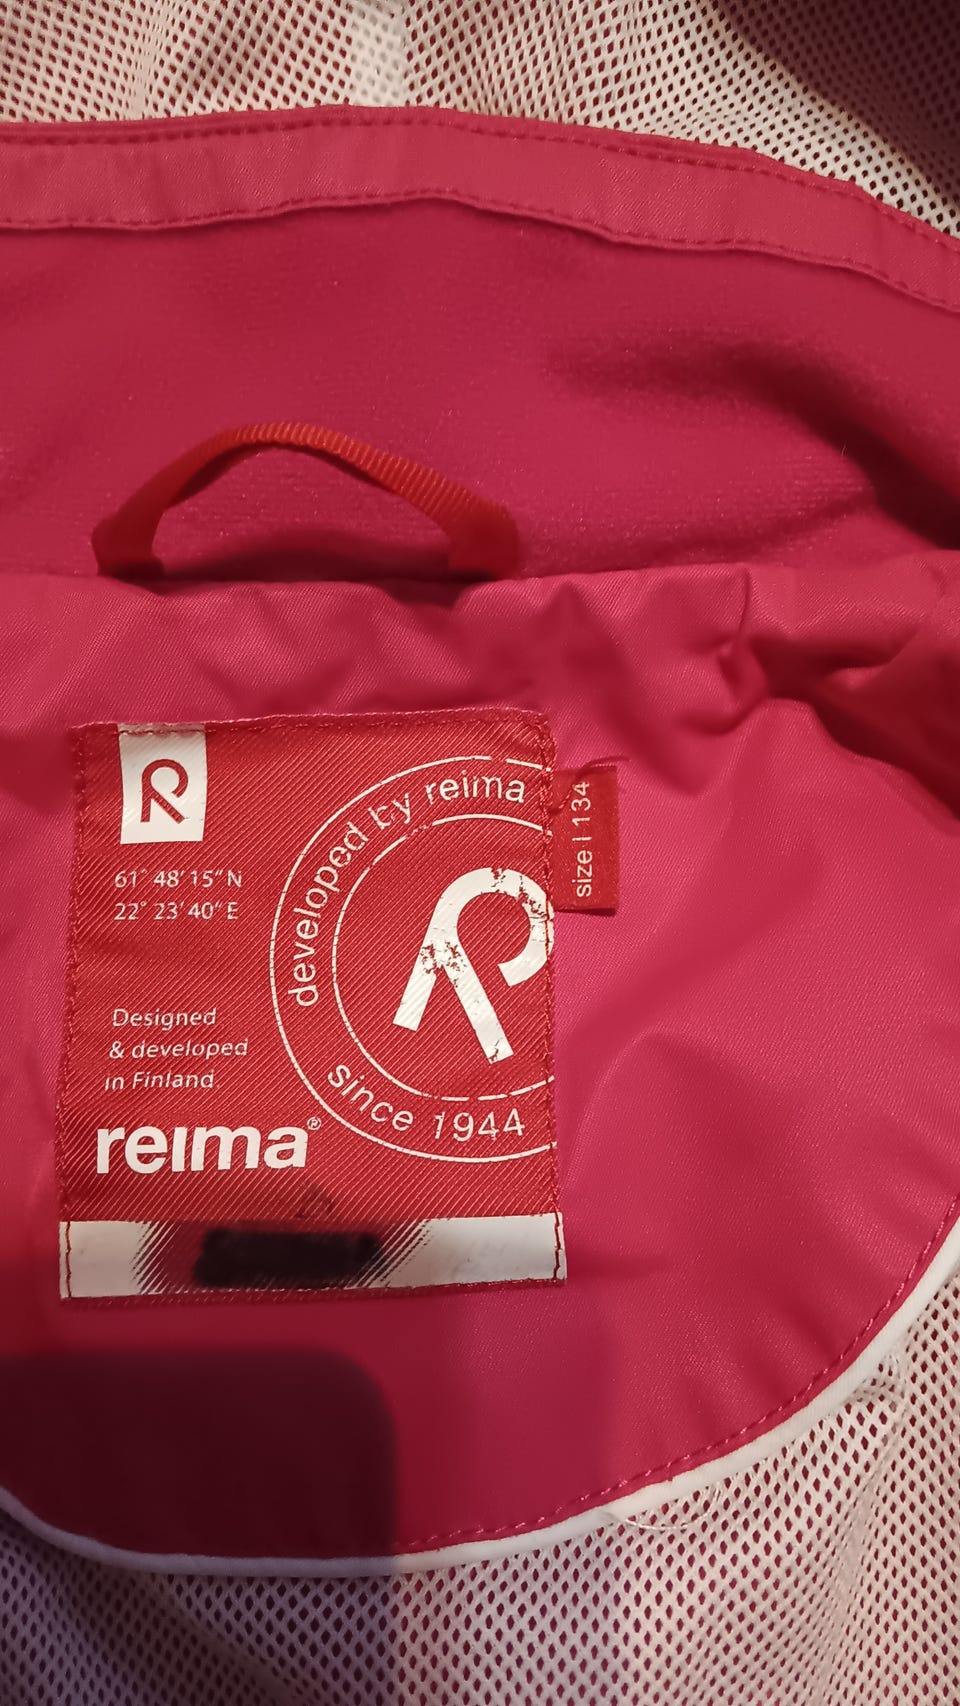 61° 48' 15" N
22° 23' 40" E
developed by reima
since 1944
Designed
& developed
in Finland
reima®
size | 134